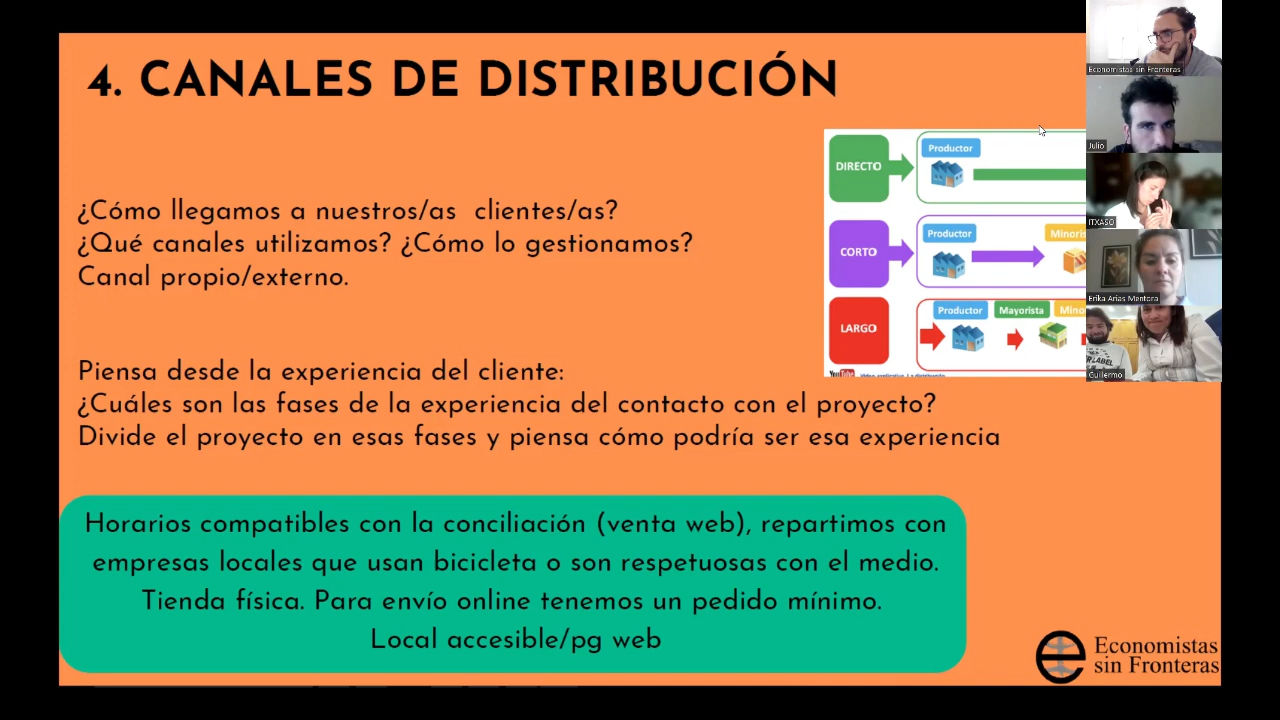 4. CANALES DE DISTRIBUCIÓN
¿Cómo llegamos a nuestros/as clientes/as?
¿Qué canales utilizamos? ¿Cómo lo gestionamos?
Canal propio/externo.
DIRECTO
Productor
CORTO
Productor
Minoris
LARGO
Productor
Mayorista
Mino
You Tube
Piensa desde la experiencia del cliente:
¿Cuáles son las fases de la experiencia del contacto con el proyecto?
Divide el proyecto en esas fases y piensa cómo podría ser esa experiencia
Horarios compatibles con la conciliación (venta web), repartimos con
empresas locales que usan bicicleta o son respetuosas con el medio.
Tienda física. Para envío online tenemos un pedido mínimo.
Local accesible/pg web
Economistas
sin Fronteras
Economistas sin Fronteras
Julio
ITXASO
Erika Arias Mentora
Guillermo